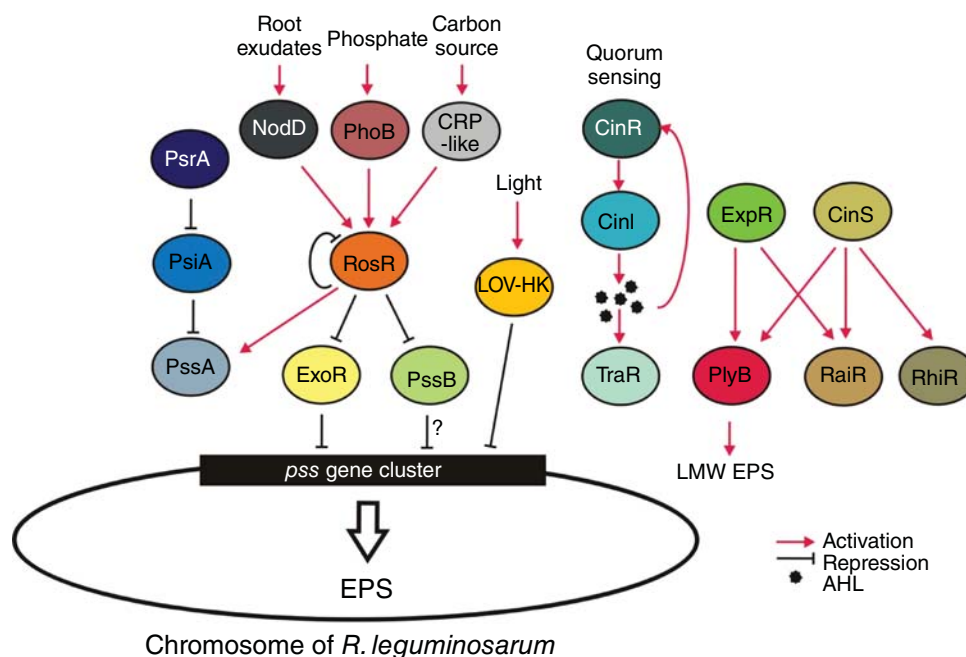 Root
exudates
Phosphate
Carbon
source
Quorum
sensing
NodD
PhoB
CRP
-like
CinR
PsrA
Light
CinI
ExpR
CinS
PsiA
RosR
LOV-HK
PssA
ExoR
PssB
TraR
PlyB
RaiR
RhiR
?
pss gene cluster
LMW EPS
EPS
Activation
Repression
AHL
Chromosome of R. leguminosarum